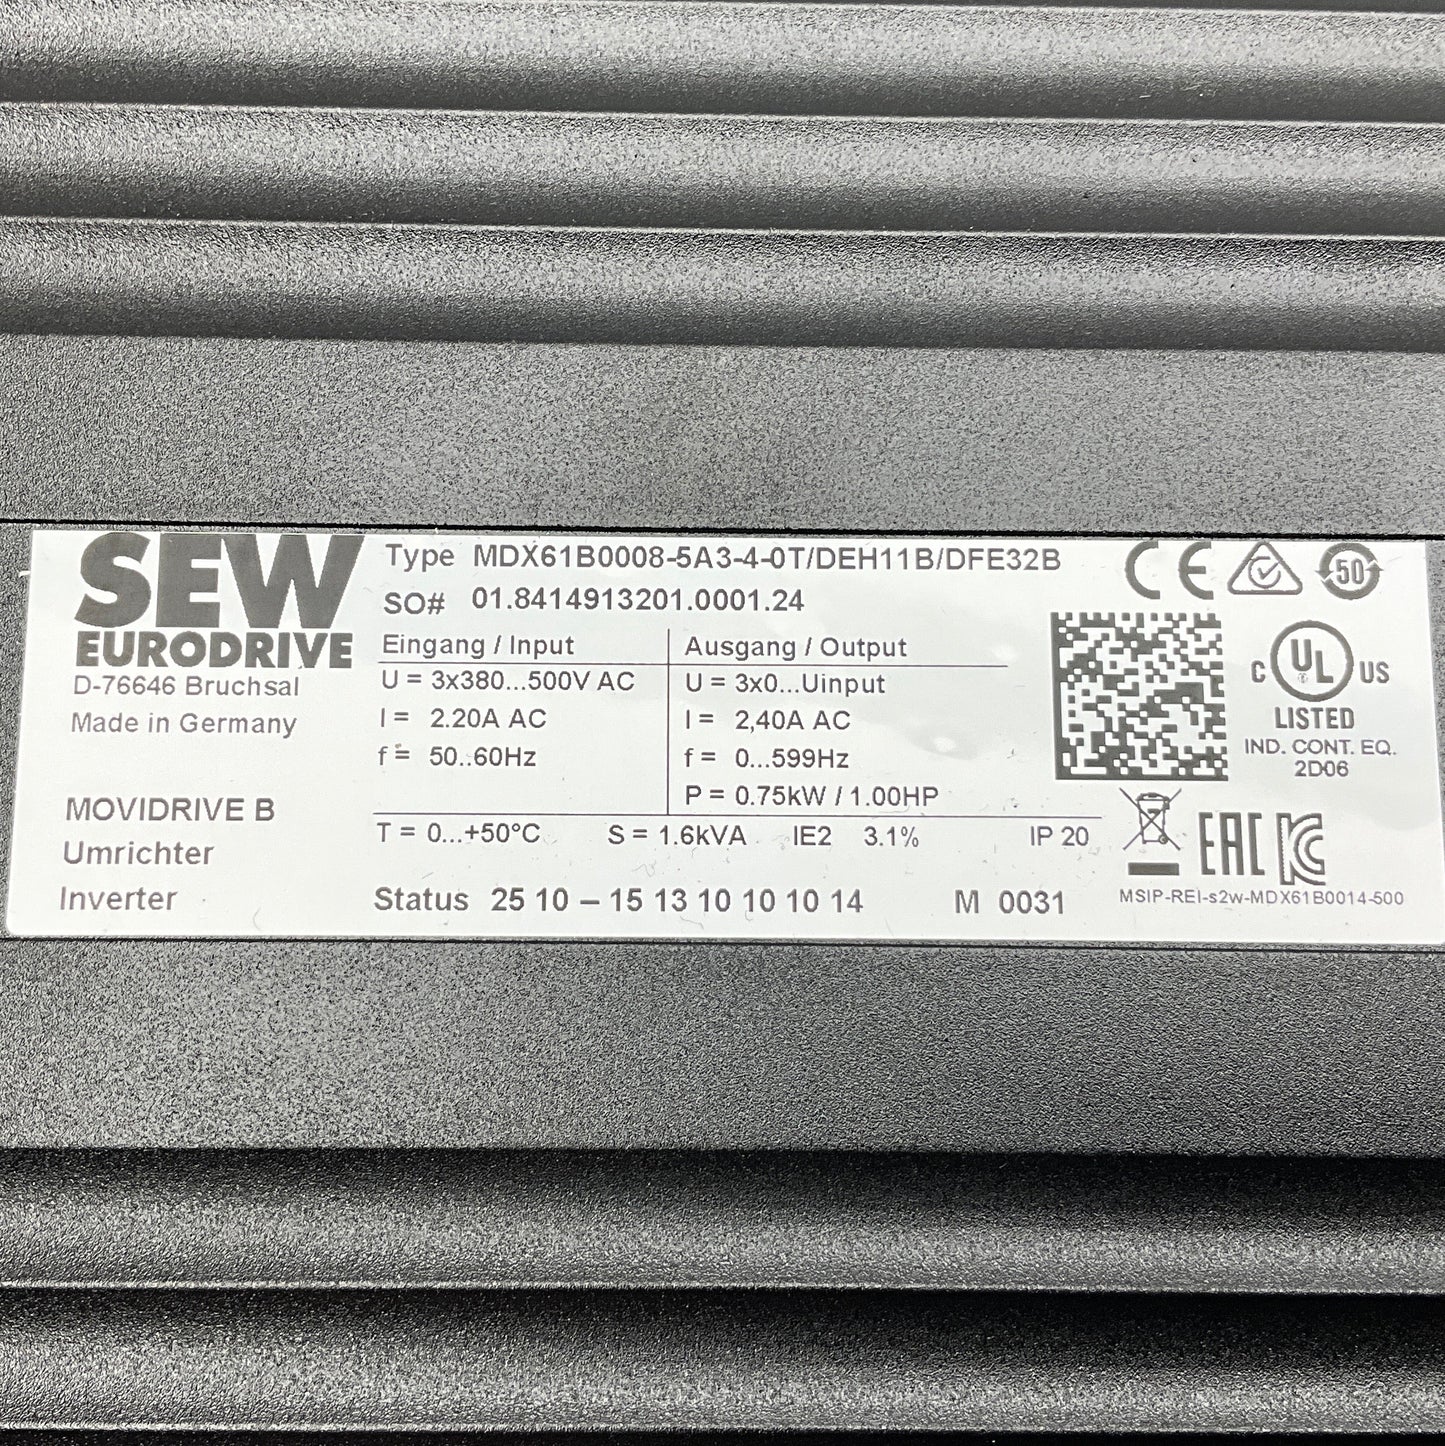 SEW
EURODRIVE
D-76646 Bruchsal
Made in Germany
MOVIDRIVE B
Umrichter
Inverter
Type MDX61B0008-5A3-4-0T/DEH11B/DFE32B
SO# 01.8414913201.0001.24
Eingang / Input
U = 3x380...500V AC
I = 2.20A AC
f = 50..60Hz
Ausgang / Output
U = 3x0...Uinput
I = 2,40A AC
f = 0...599Hz
P = 0.75kW / 1.00HP
T = 0...+50°C S = 1.6kVA IE2 3.1% IP 20
Status 25 10 – 15 13 10 10 10 14 M 0031
CE 50
C UL ® US
LISTED
IND. CONT. EQ.
2D06
EAC KC
MSIP-REI-s2w-MDX61B0014-500